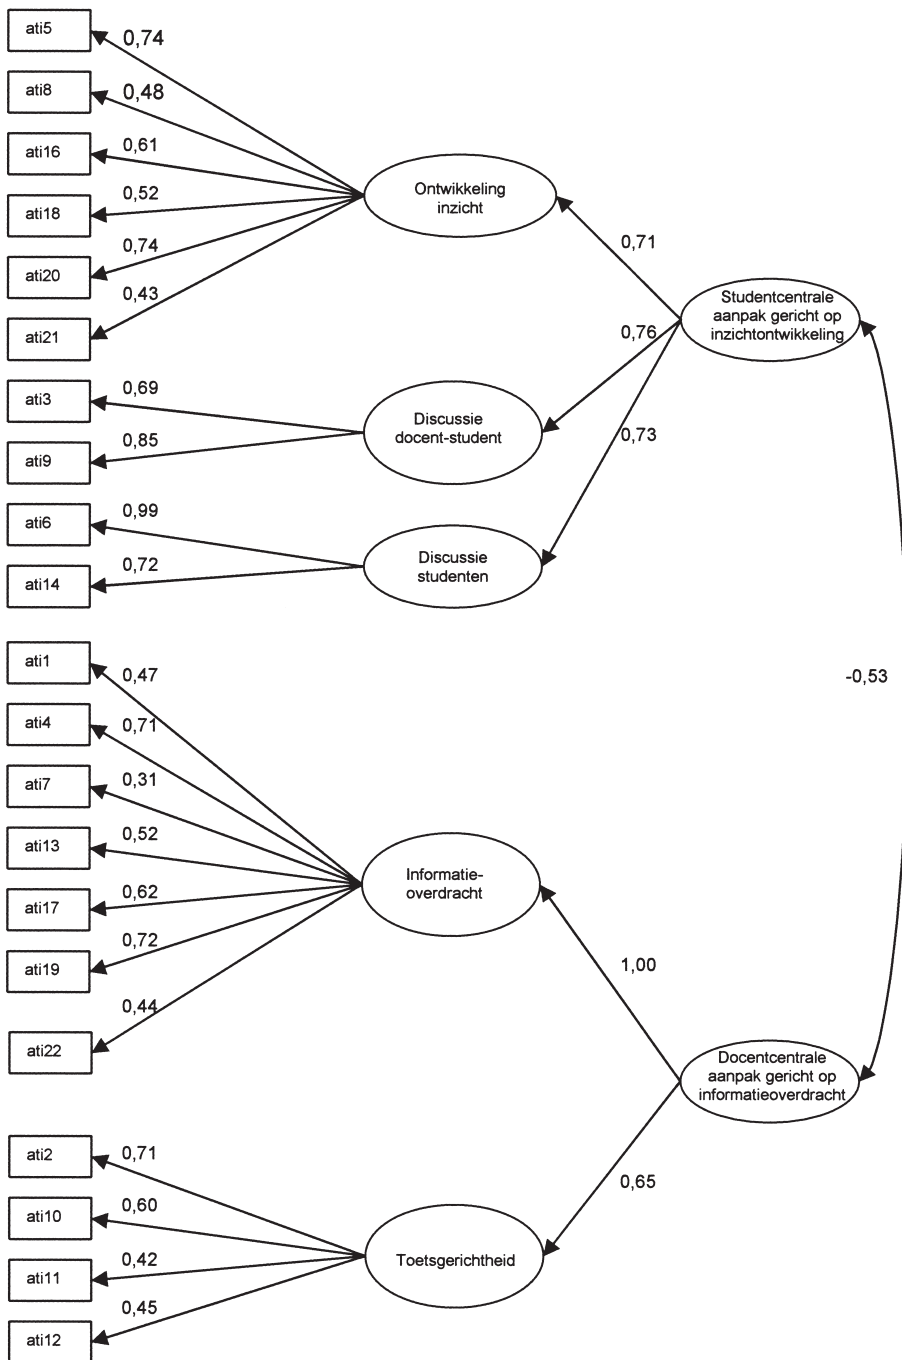 ati5
0,74
ati8
0,48
ati16
0,61
ati18
0,52
ati20
0,74
ati21
0,43
Ontwikkeling
inzicht
0,71
Studentcentrale
aanpak gericht op
inzichtontwikkeling
0,76
0,73
ati3
0,69
ati9
0,85
Discussie
docent-student
ati6
0,99
ati14
0,72
Discussie
studenten
-0,53
ati1
0,47
ati4
0,71
ati7
0,31
ati13
0,52
ati17
0,62
ati19
0,72
ati22
0,44
Informatie-
overdracht
1,00
Docentcentrale
aanpak gericht op
informatieoverdracht
0,65
ati2
0,71
ati10
0,60
ati11
0,42
ati12
0,45
Toetsgerichtheid